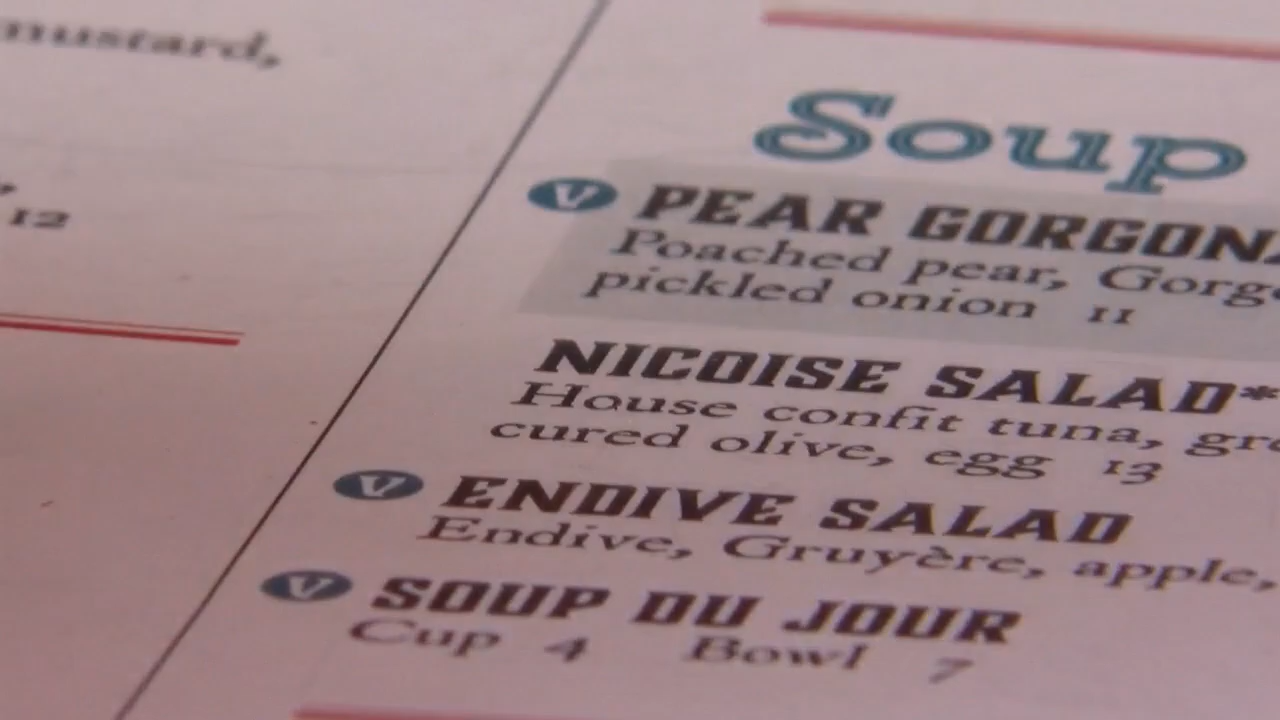 mustard,
12
Soup
V PEAR GORGON
Poached pear, Gorg
pickled onion 11
NICOISE SALAD*
House confit tuna, gr
cured olive, egg 13
V ENDIVE SALAD
Endive, Gruyère, apple,
V SOUP DU JOUR
Cup 4 Bowl 7